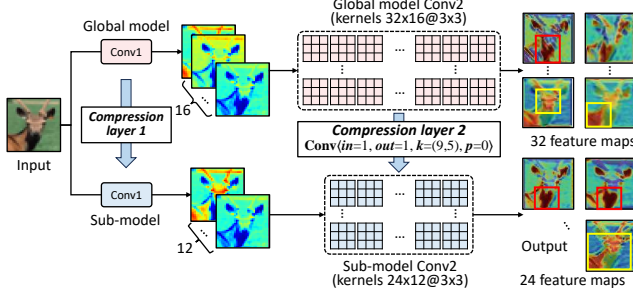 Global model
Conv1
16
Global model Conv2
(kernels 32x16@3x3)
32 feature maps
Compression
layer 1
Compression layer 2
Conv⟨in=1, out=1, k=(9,5), p=0⟩
Input
Conv1
Sub-model
12
Sub-model Conv2
(kernels 24x12@3x3)
Output
24 feature maps